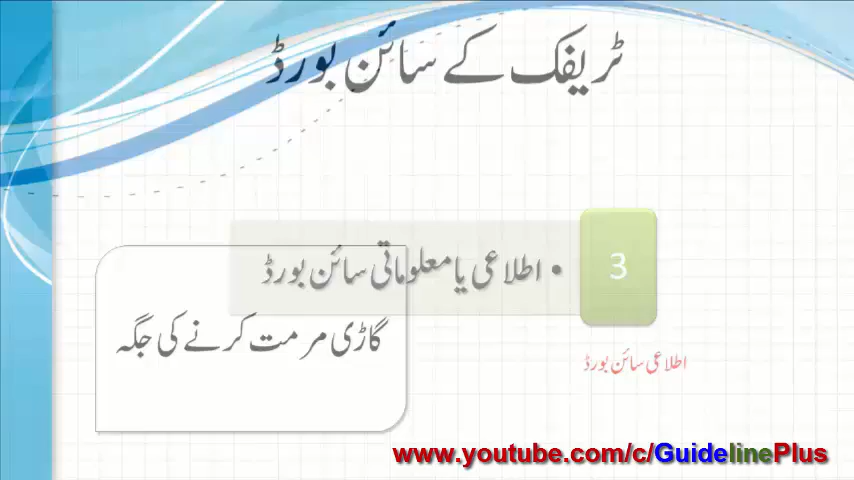 ٹریفک کے سائن بورڈ
3
• اطلاعی یا معلوماتی سائن بورڈ
گاڑی مرمت کرنے کی جگہ
اطلاعی سائن بورڈ
www.youtube.com/c/GuidelinePlus